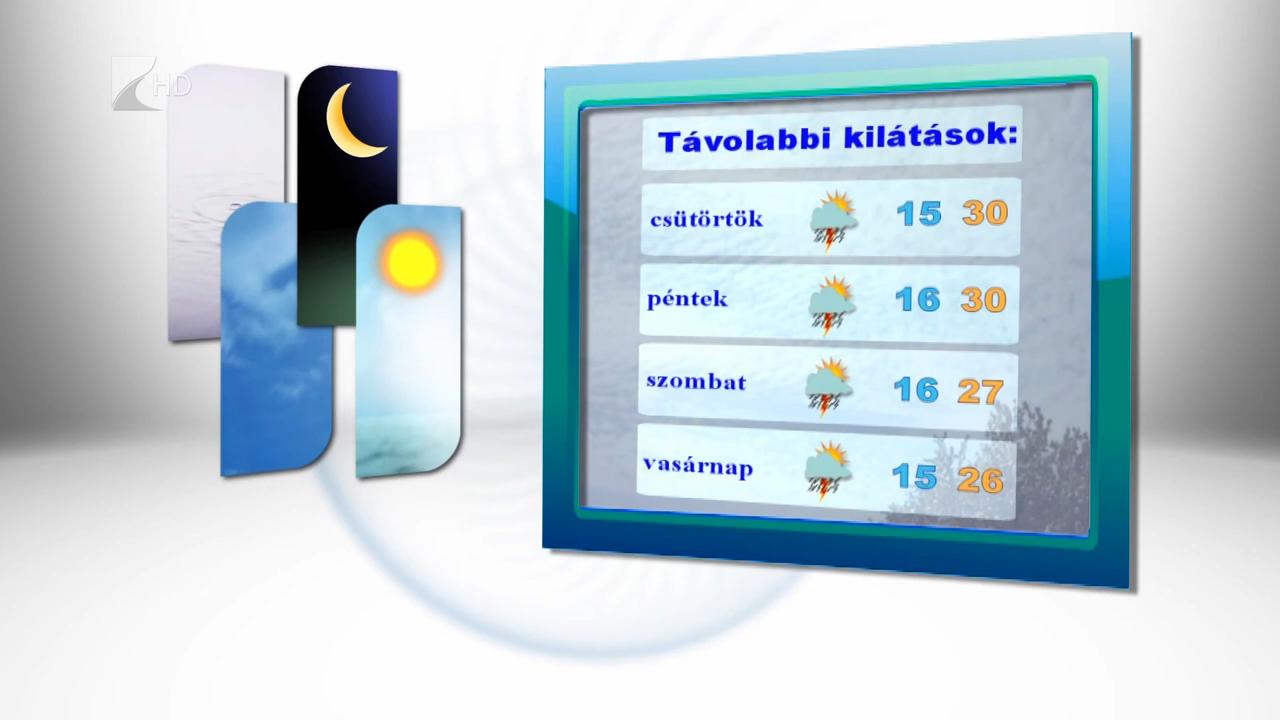 HD
Távolabbi kilátások:
csütörtök 15 30
péntek 16 30
szombat 16 27
vasárnap 15 26